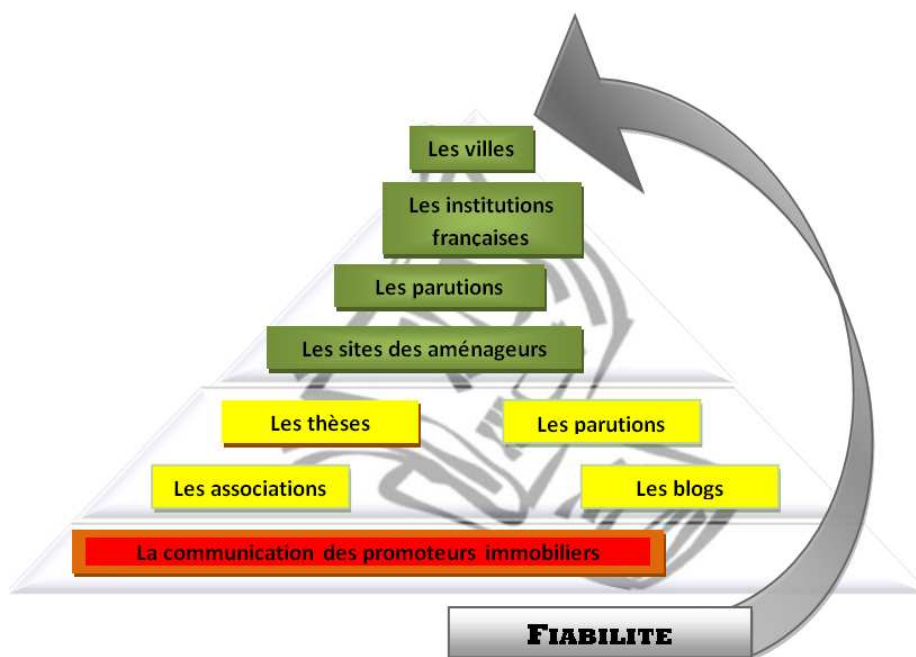 Les villes
Les institutions
françaises
Les parutions
Les sites des aménageurs
Les thèses
Les parutions
Les associations
Les blogs
La communication des promoteurs immobiliers
FIABILITE